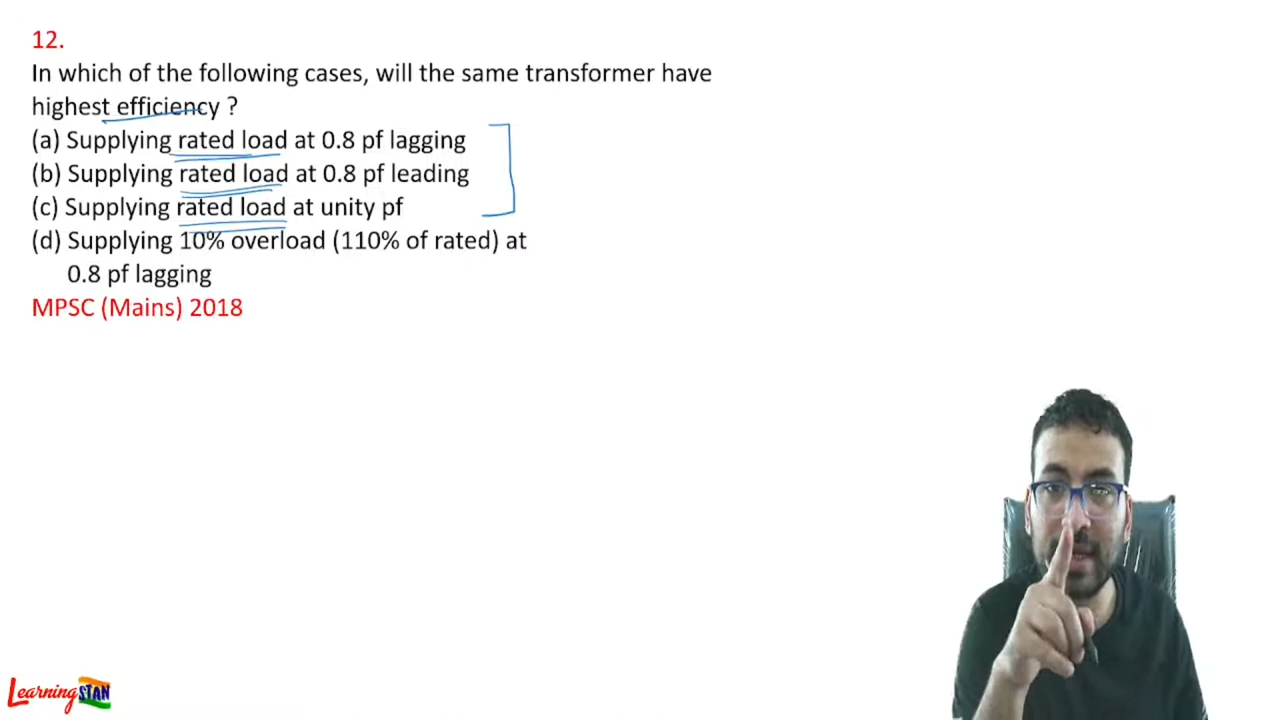 12.
In which of the following cases, will the same transformer have
highest efficiency ?
(a) Supplying rated load at 0.8 pf lagging
(b) Supplying rated load at 0.8 pf leading
(c) Supplying rated load at unity pf
(d) Supplying 10% overload (110% of rated) at
0.8 pf lagging
MPSC (Mains) 2018
LearningSTAN